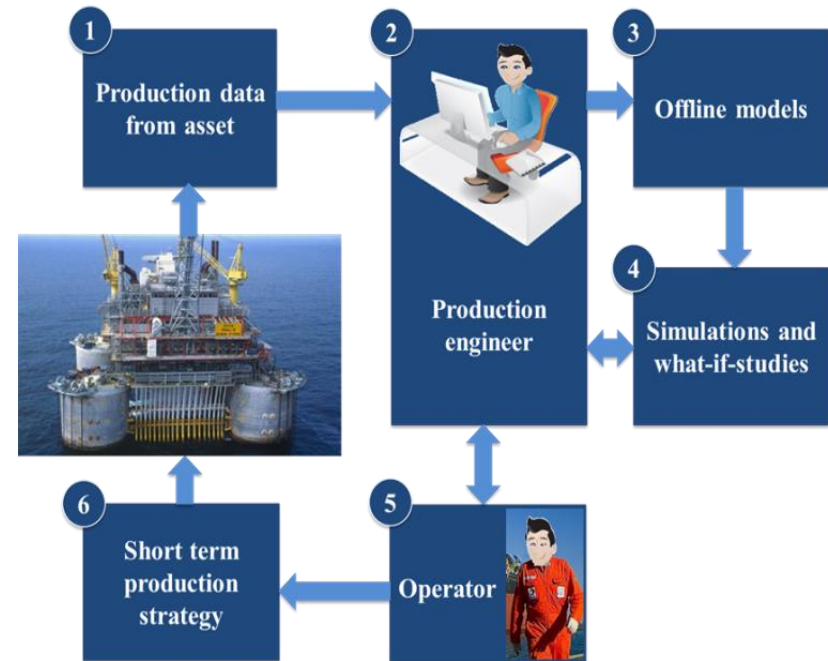 1
Production data
from asset
2
Production
engineer
3
Offline models
4
Simulations and
what-if-studies
5
Operator
6
Short term
production
strategy